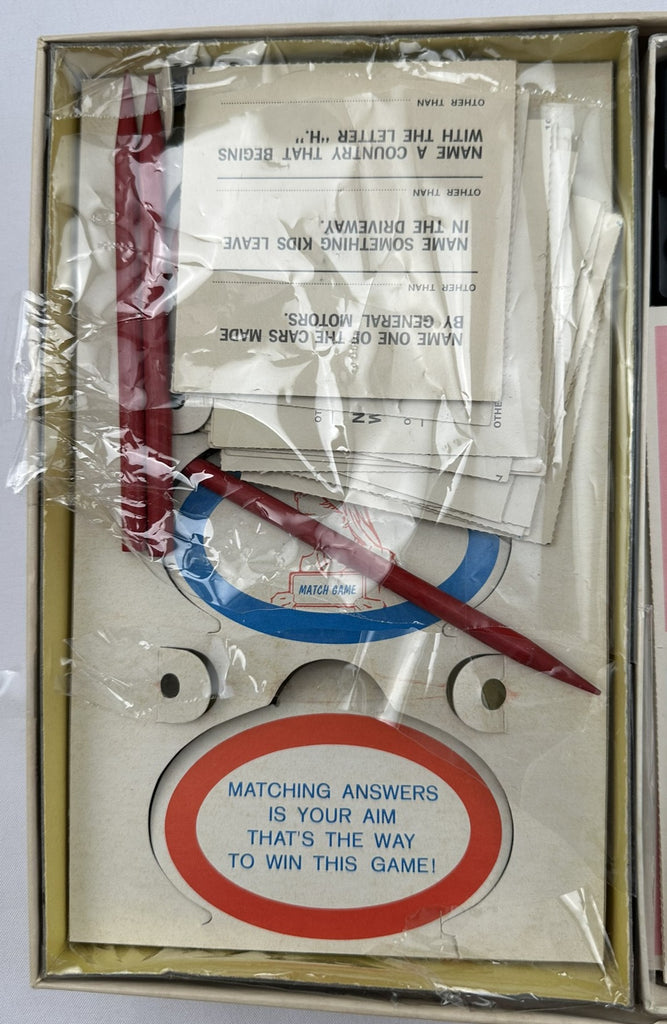 NAME ONE OF THE CARS MADE
BY GENERAL MOTORS.
OTHER THAN
NAME SOMETHING KIDS LEAVE
IN THE DRIVEWAY.
OTHER THAN
NAME A COUNTRY THAT BEGINS
WITH THE LETTER "H."
OTHER THAN
OTHE
MATCH GAME
MATCHING ANSWERS
IS YOUR AIM
THAT'S THE WAY
TO WIN THIS GAME!